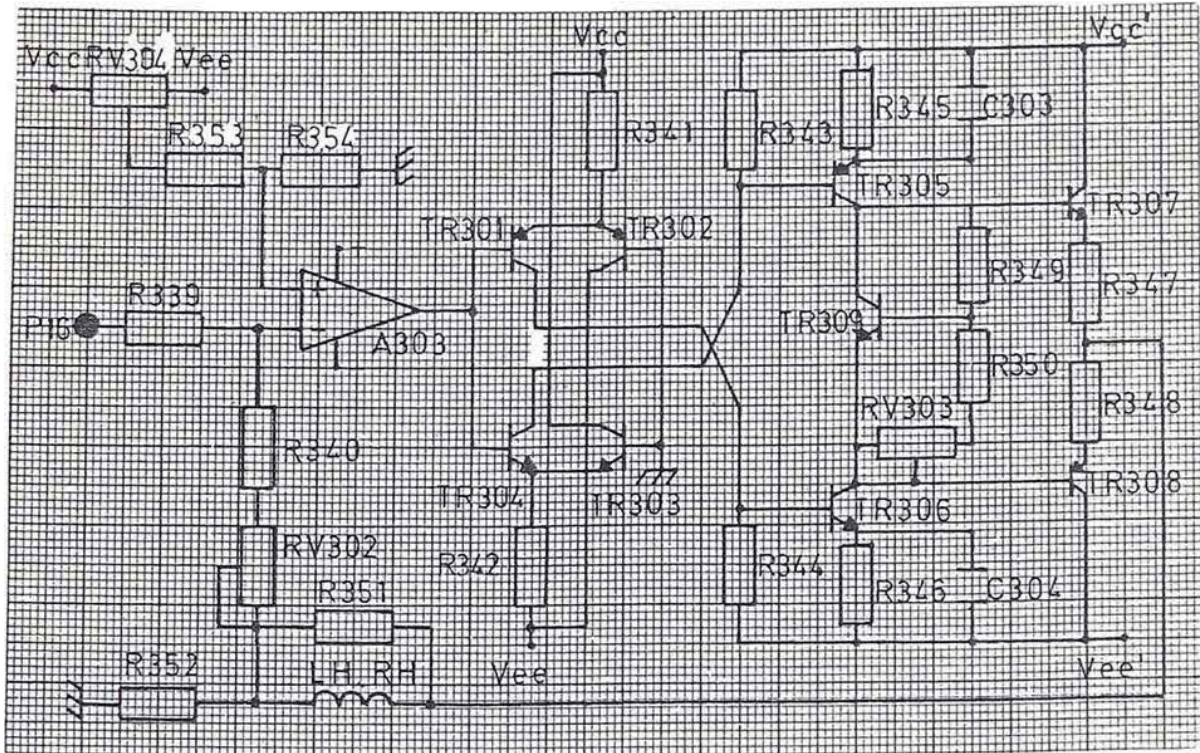 Vcc
Vcc'
Vcc RV304 Vee
R353
R354
R341
R343
R345
C303
TR301
TR302
TR305
TR307
+
R339
+
-
P16
A303
-
TR309
R349
R347
R350
R348
RV303
R340
TR304
TR303
TR306
TR308
RV302
R342
R344
R346
C304
R351
R352
LH, RH
Vee
Vee'